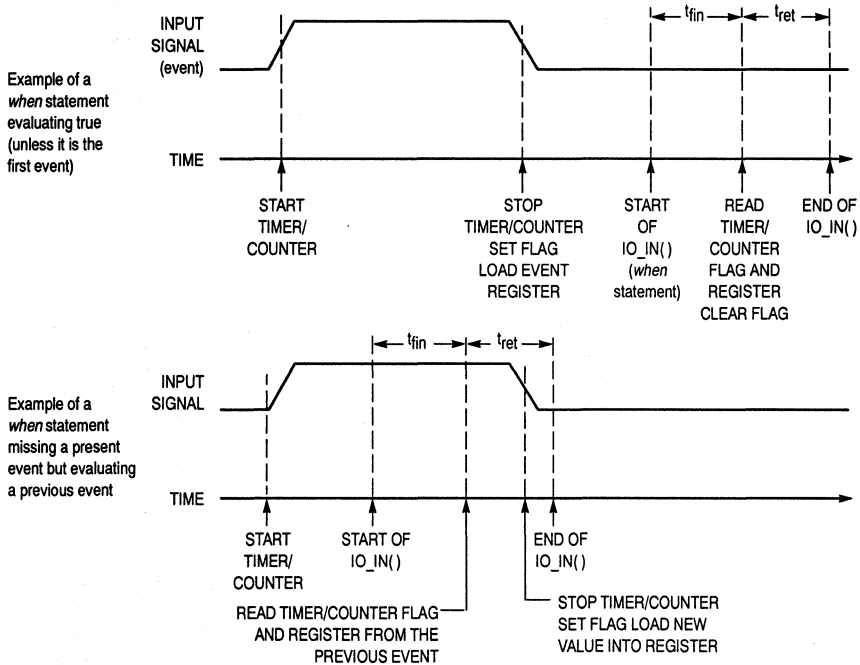 INPUT
SIGNAL
(event)
tfin
tret
Example of a
when statement
evaluating true
(unless it is the
first event)
TIME
START
TIMER/
COUNTER
STOP
TIMER/COUNTER
SET FLAG
LOAD EVENT
REGISTER
START
OF
IO_IN( )
(when
statement)
READ
TIMER/
COUNTER
FLAG AND
REGISTER
CLEAR FLAG
END OF
IO_IN( )
tfin
tret
INPUT
SIGNAL
Example of a
when statement
missing a present
event but evaluating
a previous event
TIME
START
TIMER/
COUNTER
START OF
IO_IN( )
END OF
IO_IN( )
READ TIMER/COUNTER FLAG
AND REGISTER FROM THE
PREVIOUS EVENT
STOP TIMER/COUNTER
SET FLAG LOAD NEW
VALUE INTO REGISTER